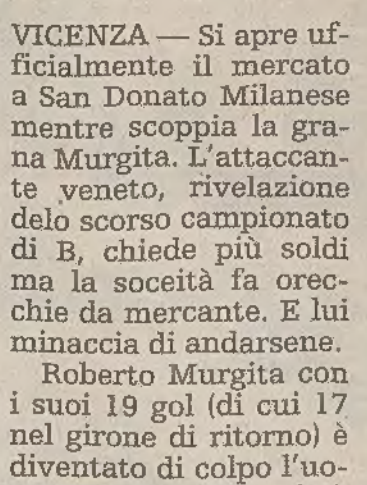 VICENZA — Si apre uf-
ficialmente il mercato
a San Donato Milanese
mentre scoppia la gra-
na Murgita. L'attaccan-
te veneto, rivelazione
delo scorso campionato
di B, chiede più soldi
ma la soceità fa orec-
chie da mercante. E lui
minaccia di andarsene.
Roberto Murgita con
i suoi 19 gol (di cui 17
nel girone di ritorno) è
diventato di colpo l'uo-